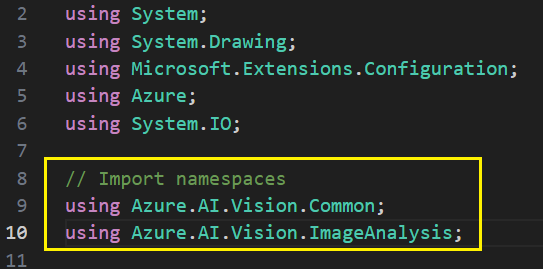 2 using System;
3 using System.Drawing;
4 using Microsoft.Extensions.Configuration;
5 using Azure;
6 using System.IO;
7
8 // Import namespaces
9 using Azure.AI.Vision.Common;
10 using Azure.AI.Vision.ImageAnalysis;
11